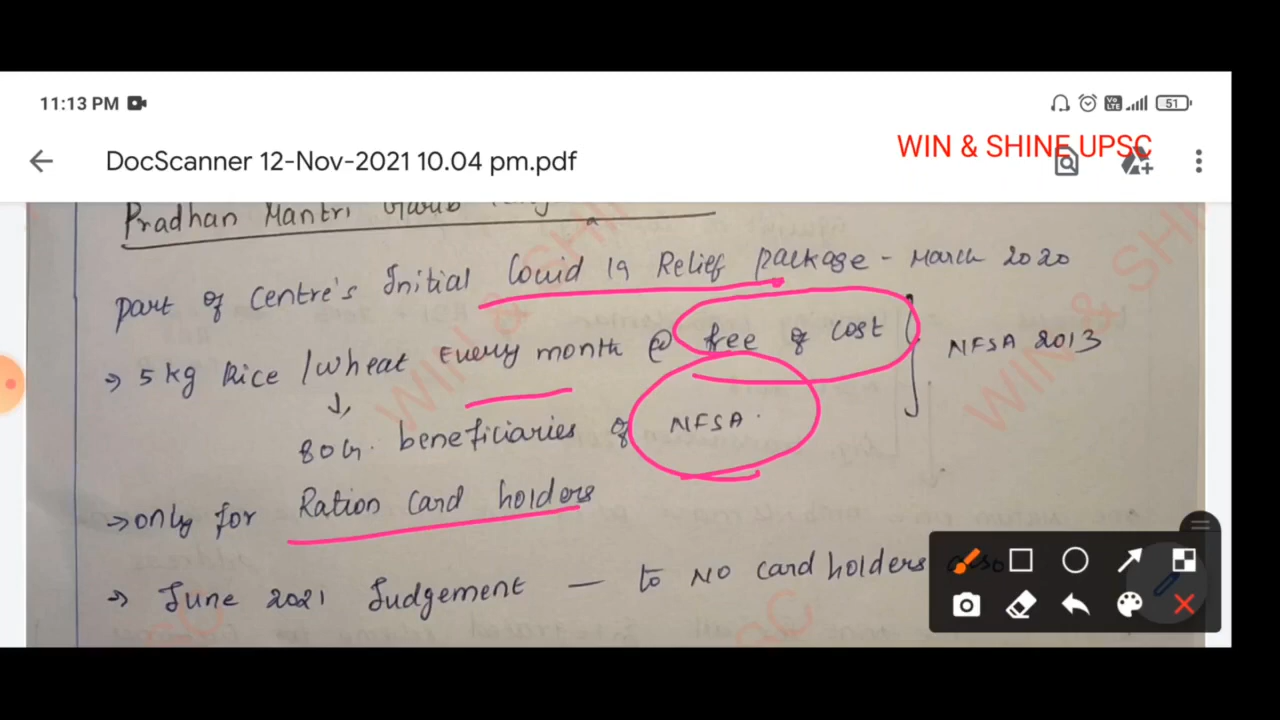 11:13 PM
51
WIN & SHINE UPSC
DocScanner 12-Nov-2021 10.04 pm.pdf
Pradhan Mantri
part of Centre's Initial Covid 19 Relief package - March 2020
→ 5 kg Rice / wheat Every month @ free of cost
NFSA 2013
↓
80 Cr. beneficiaries of NFSA.
→ only for Ration Card holders
→ June 2021 Judgement — to NO card holders also